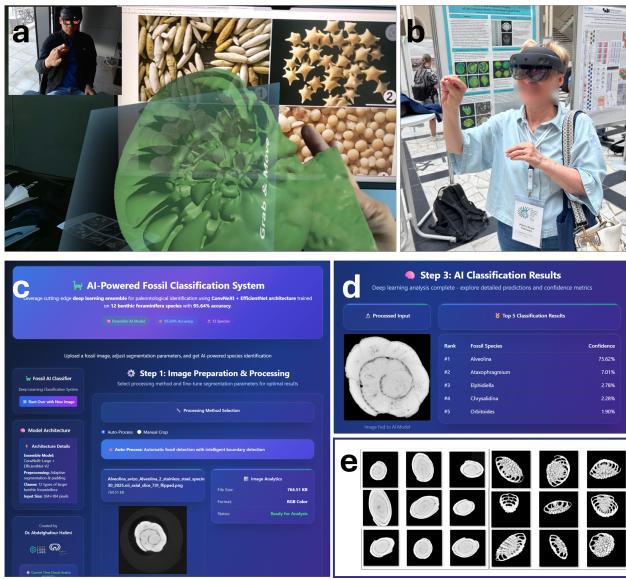 a
2
Grab & Move
b
c
AI-Powered Fossil Classification System
Leverage cutting-edge deep learning ensemble for paleontological identification using ConvNeXt + EfficientNet architecture trained
on 12 benthic foraminifera species with 95.64% accuracy.
Ensemble AI Model
95.64% Accuracy
12 Species
Upload a fossil image, adjust segmentation parameters, and get AI-powered species identification
Fossil AI Classifier
Deep Learning Classification System
Start Over with New Image
Model Architecture
Architecture Details
Ensemble Model:
ConvNeXt-Large +
EfficientNet-V2
Preprocessing: Adaptive
segmentation-fit padding
Classes: 12 types of larger
benthic foraminifera
Input Size: 384×384 pixels
Created by
Dr. Abdelghafour Halimi
Step 1: Image Preparation & Processing
Select processing method and fine-tune segmentation parameters for optimal results
Processing Method Selection
Auto-Process
Manual Crop
Auto-Process: Automatic fossil detection with intelligent boundary detection
764.51 KB
Image Analytics
File Size: 764.51 KB
Format: RGB Color
Status: Ready for Analysis
d
Step 3: AI Classification Results
Deep learning analysis complete - explore detailed predictions and confidence metrics
Processed Input
Image Fed to AI Model
Top 5 Classification Results
Rank Fossil Species Confidence
#1 Alveolina 75.62%
#2 Ataxophragmium 7.01%
#3 Elphidiella 2.78%
#4 Chrysalidina 2.28%
#5 Orbitoides 1.90%
e